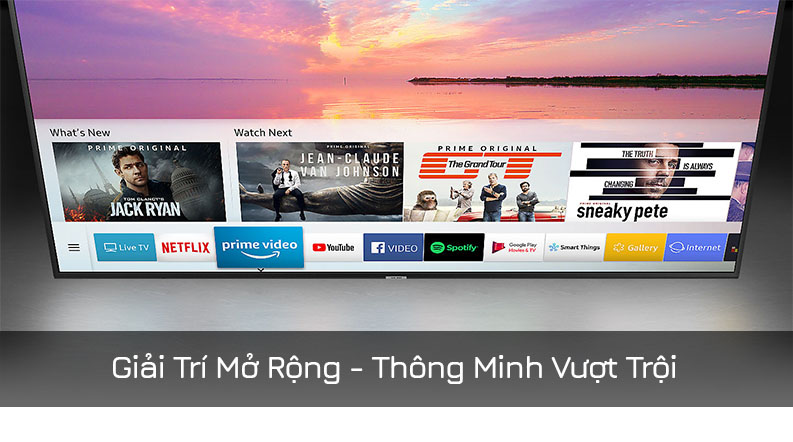 What's New
Watch Next
PRIME ORIGINAL
TOM CLANCY'S
JACK RYAN
PRIME ORIGINAL
JEAN-CLAUDE
VAN JOHNSON
PRIME ORIGINAL
The Grand Tour
THE TRUTH
IS ALWAYS
CHANGING
PRIME ORIGINAL
sneaky pete
Live TV
NETFLIX
prime video
YouTube
VIDEO
Spotify
Google Play
Movies & TV
Smart Things
Gallery
Internet
Giải Trí Mở Rộng - Thông Minh Vượt Trội